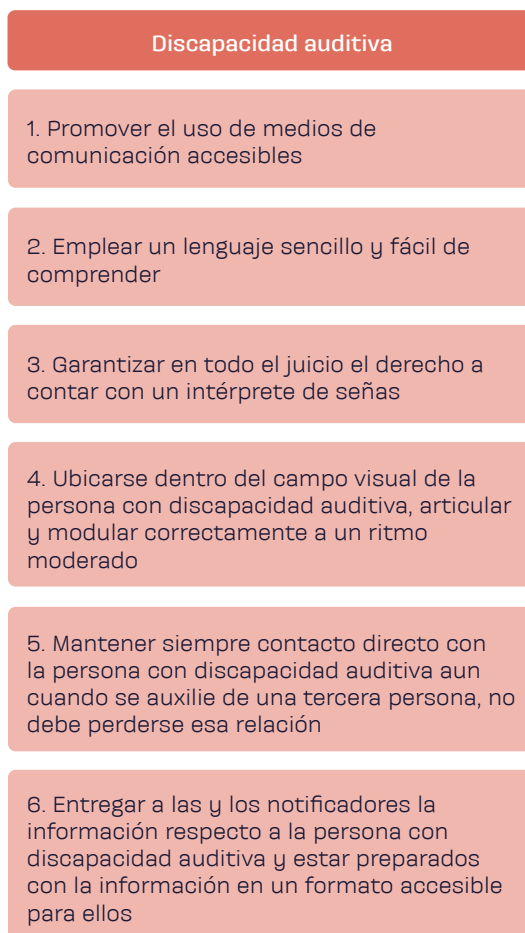 Discapacidad auditiva
1. Promover el uso de medios de
comunicación accesibles
2. Emplear un lenguaje sencillo y fácil de
comprender
3. Garantizar en todo el juicio el derecho a
contar con un intérprete de señas
4. Ubicarse dentro del campo visual de la
persona con discapacidad auditiva, articular
y modular correctamente a un ritmo
moderado
5. Mantener siempre contacto directo con
la persona con discapacidad auditiva aun
cuando se auxilie de una tercera persona, no
debe perderse esa relación
6. Entregar a las y los notificadores la
información respecto a la persona con
discapacidad auditiva y estar preparados
con la información en un formato accesible
para ellos